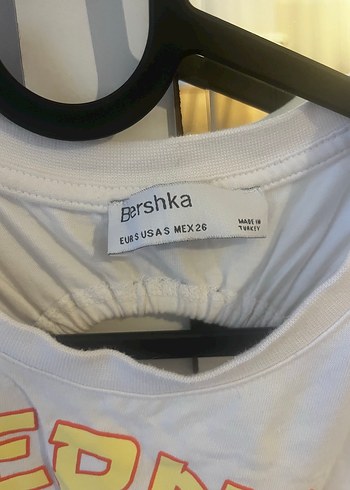 Bershka
EUR S USA S MEX 26
MADE IN
TURKEY